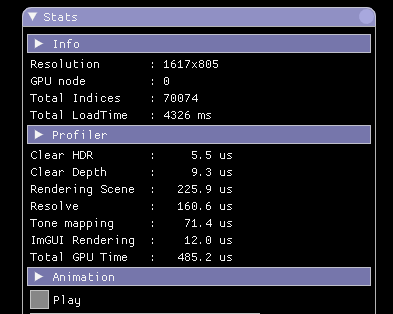 Stats
Info
Resolution : 1617x805
GPU node : 0
Total Indices : 70074
Total LoadTime : 4326 ms
Profiler
Clear HDR : 5.5 us
Clear Depth : 9.3 us
Rendering Scene : 225.9 us
Resolve : 160.6 us
Tone mapping : 71.4 us
ImGUI Rendering : 12.0 us
Total GPU Time : 485.2 us
Animation
Play